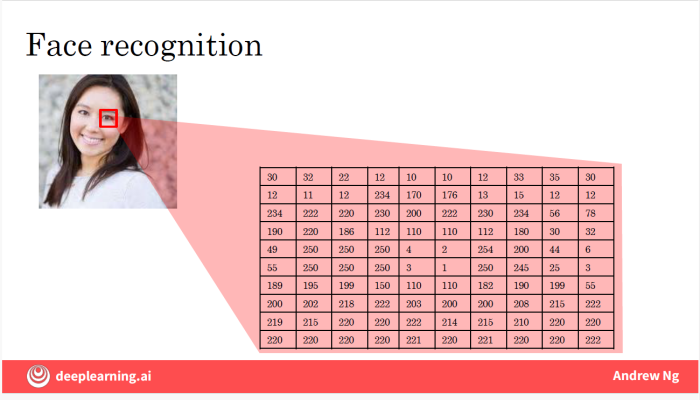 Face recognition
30 32 22 12 10 10 12 33 35 30
12 11 12 234 170 176 13 15 12 12
234 222 220 230 200 222 230 234 56 78
190 220 186 112 110 110 112 180 30 32
49 250 250 250 4 2 254 200 44 6
55 250 250 250 3 1 250 245 25 3
189 195 199 150 110 110 182 190 199 55
200 202 218 222 203 200 200 208 215 222
219 215 220 220 222 214 215 210 220 220
220 220 220 220 221 220 221 220 220 222
deeplearning.ai
Andrew Ng